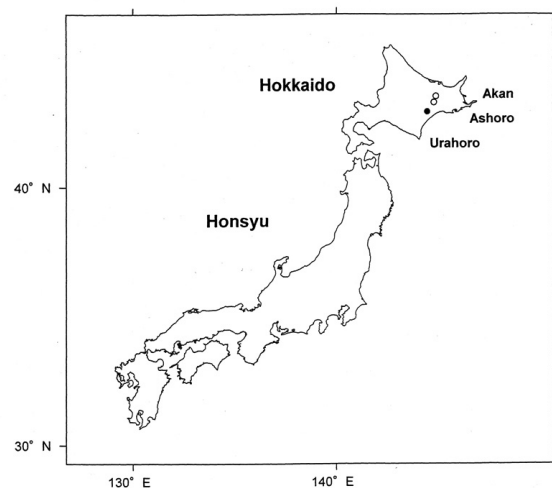 Hokkaido
Akan
Ashoro
Urahoro
40° N
Honsyu
30° N
130° E
140° E